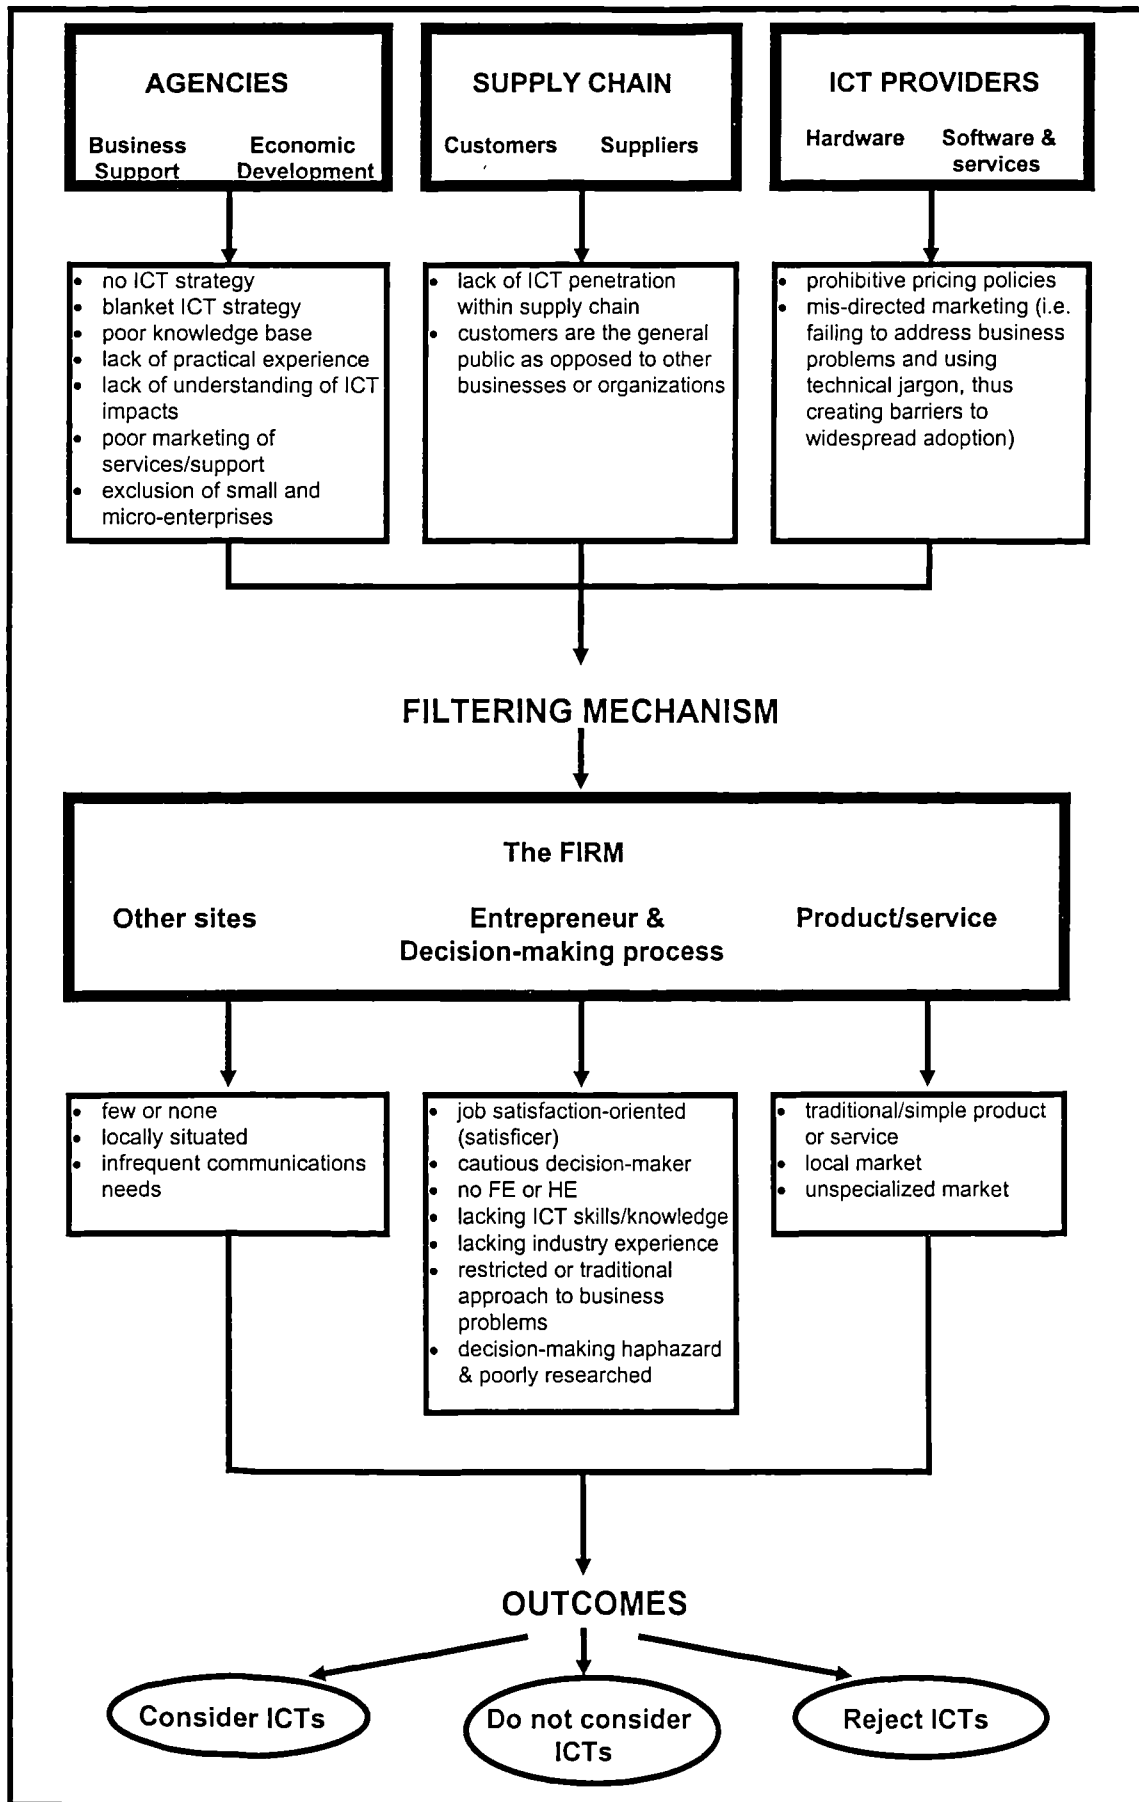 AGENCIES
Business Support
Economic Development
SUPPLY CHAIN
Customers
Suppliers
ICT PROVIDERS
Hardware
Software & services
• no ICT strategy
• blanket ICT strategy
• poor knowledge base
• lack of practical experience
• lack of understanding of ICT
impacts
• poor marketing of
services/support
• exclusion of small and
micro-enterprises
• lack of ICT penetration
within supply chain
• customers are the general
public as opposed to other
businesses or organizations
• prohibitive pricing policies
• mis-directed marketing (i.e.
failing to address business
problems and using
technical jargon, thus
creating barriers to
widespread adoption)
FILTERING MECHANISM
The FIRM
Other sites
Entrepreneur &
Decision-making process
Product/service
• few or none
• locally situated
• infrequent communications
needs
• job satisfaction-oriented
(satisficer)
• cautious decision-maker
• no FE or HE
• lacking ICT skills/knowledge
• lacking industry experience
• restricted or traditional
approach to business
problems
• decision-making haphazard
& poorly researched
• traditional/simple product
or service
• local market
• unspecialized market
OUTCOMES
Consider ICTs
Do not consider
ICTs
Reject ICTs